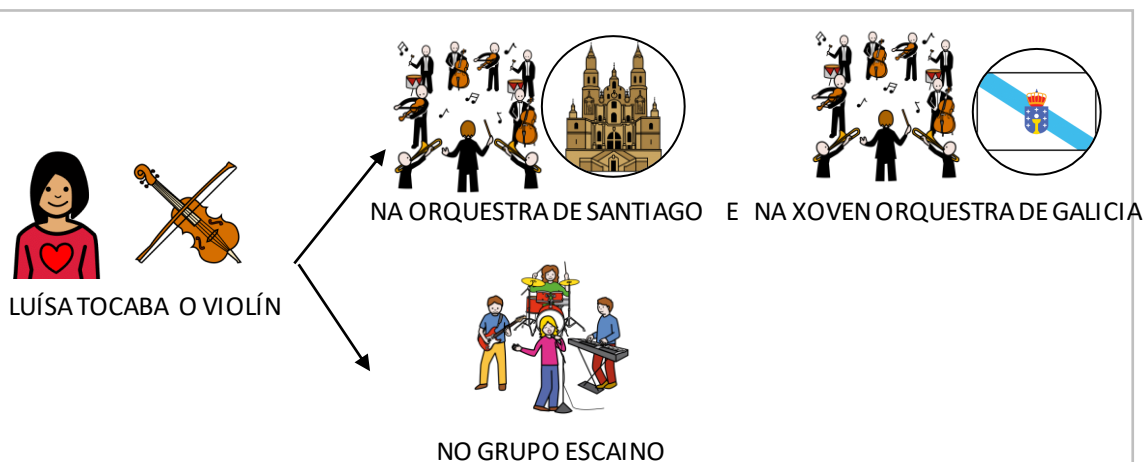 NA ORQUESTRA DE SANTIAGO E NA XOVEN ORQUESTRA DE GALICIA
LUÍSA TOCABA O VIOLÍN
NO GRUPO ESCAINO